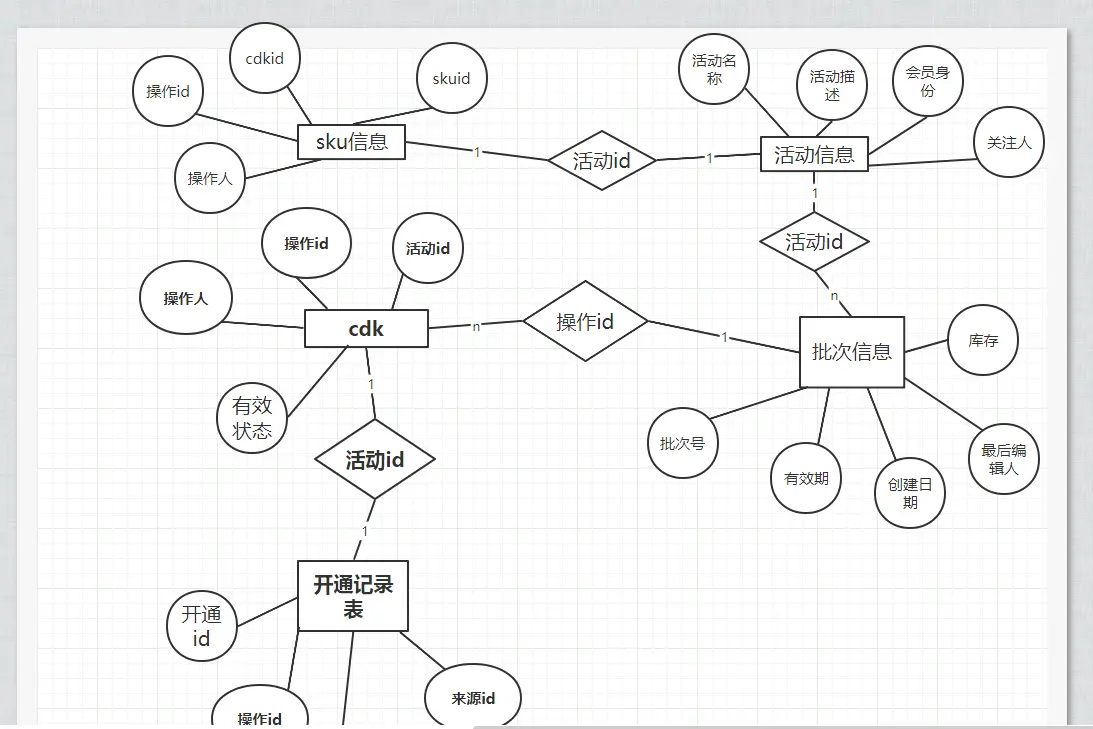 cdkid
skuid
操作id
sku信息
操作人
1
活动id
1
活动名
称
活动描
述
会员身
份
关注人
活动信息
1
活动id
n
操作id
活动id
操作人
cdk
n
操作id
1
批次信息
库存
有效
状态
1
批次号
有效期
创建日
期
最后编
辑人
活动id
1
开通记录
表
开通
id
操作id
来源id